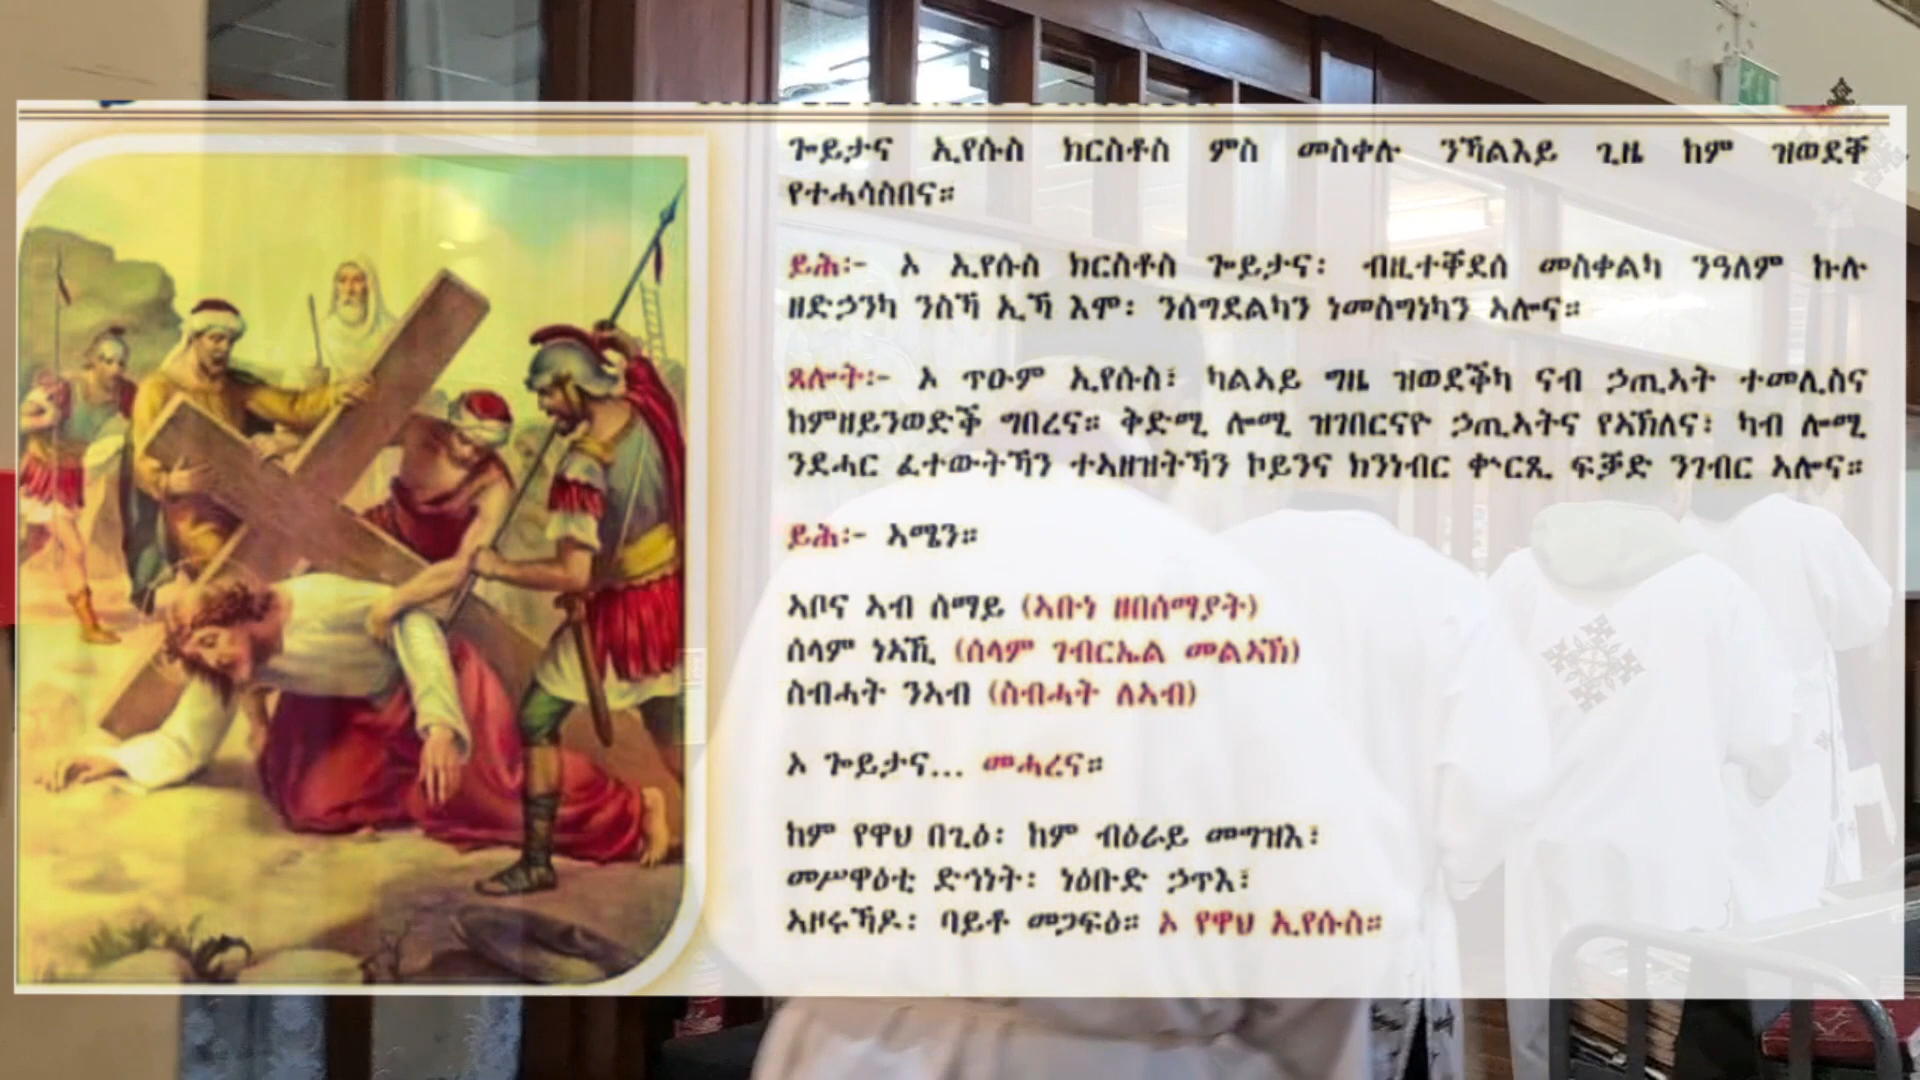 ጐይታና ኢየሱስ ክርስቶስ ምስ መስቀሉ ንኻልእይ ጊዜ ከም ዝወደቐ
የተሓሳስበና።
ይሕ፦ ኦ ኢየሱስ ክርስቶስ ጐይታና፡ ብዚተቐደሰ መስቀልካ ንዓለም ኩሉ
ዘድኃንካ ንስኻ ኢኻ እሞ፡ ንሰግደልካን ነመስግነካን ኣሎና።
ጸሎት፦ ኦ ጥዑም ኢየሱስ፤ ካልኣይ ግዜ ዝወደቕካ ናብ ኃጢኣት ተመሊስና
ከምዘይንወድቕ ግበረና። ቅድሚ ሎሚ ዝገበርናዮ ኃጢኣትና የኣኽለና፤ ካብ ሎሚ
ንደሓር ፈተውትኻን ተኣዘዝትኻን ኮይንና ክንነብር ቍርጺ ፍቓድ ንገብር ኣሎና።
ይሕ፦ ኣሜን።
ኣቦና ኣብ ሰማይ (ኣቡነ ዘበሰማያት)
ሰላም ነኣኺ (ሰላም ገብርኤል መልኣኽ)
ስብሓት ንኣብ (ስብሓት ለኣብ)
ኦ ጐይታና... መሓረና።
ከም የዋህ በጊዕ፡ ከም ብዕራይ መግዝእ፤
መሥዋዕቲ ድኅነት፡ ነዕቡድ ኃጥእ፤
ኣዞሩኻዶ፡ ባይቶ መጋፍዕ። ኦ የዋህ ኢየሱስ።